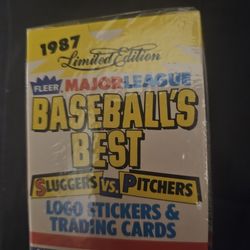 1987
Limited Edition
FLEER MAJOR LEAGUE
BASEBALL'S
BEST
SLUGGERS VS. PITCHERS
LOGO STICKERS &
TRADING CARDS